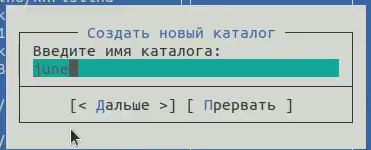 Создать новый каталог
Введите имя каталога:
june
[< Дальше >] [ Прервать ]